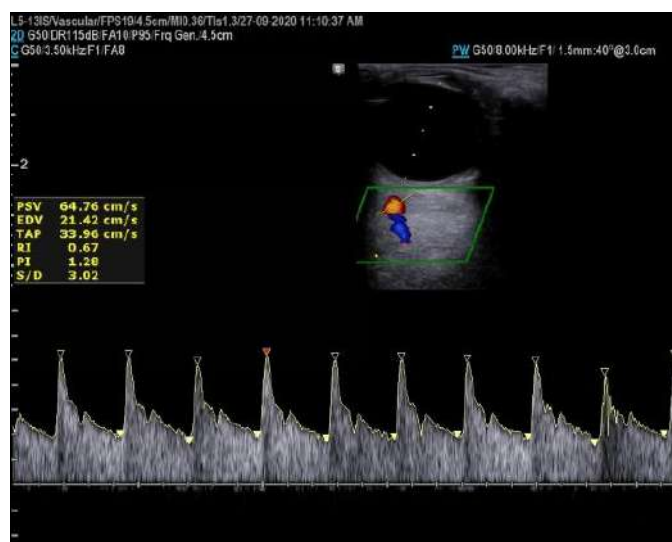 L5-13IS/Vascular/FPS19/4.5cm/MI0.36/TIs1.3/27-09-2020 11:10:37 AM
2D G50/DR115dB/FA10/P95/Frq Gen./4.5cm
C G50/3.50kHz/F1/FA8
PW G50/8.00kHz/F1/1.5mm:40°@3.0cm
2
PSV 64.76 cm/s
EDV 21.42 cm/s
TAP 33.96 cm/s
RI 0.67
PI 1.28
S/D 3.02